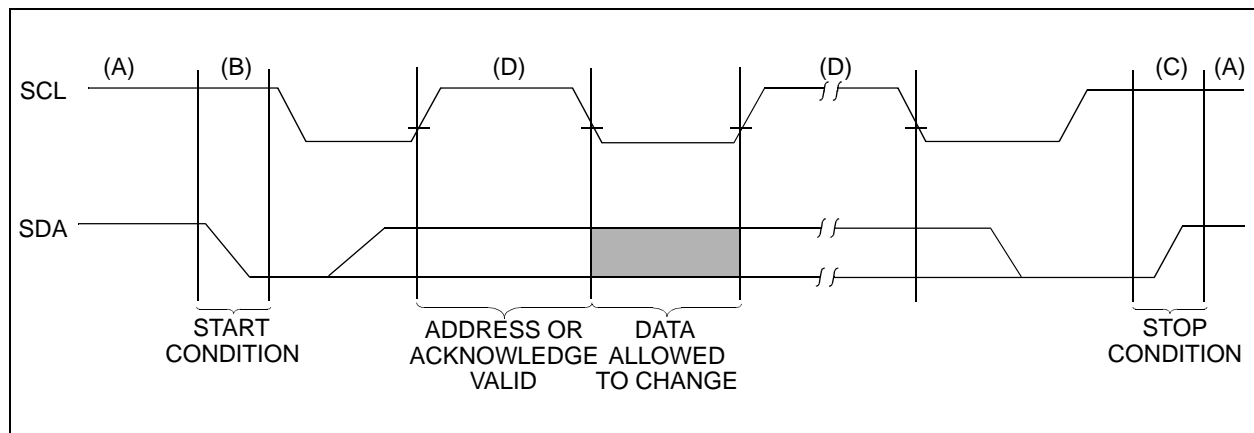 (A) (B) (D) (D) (C) (A)
SCL
SDA
START
CONDITION
ADDRESS OR
ACKNOWLEDGE
VALID
DATA
ALLOWED
TO CHANGE
STOP
CONDITION